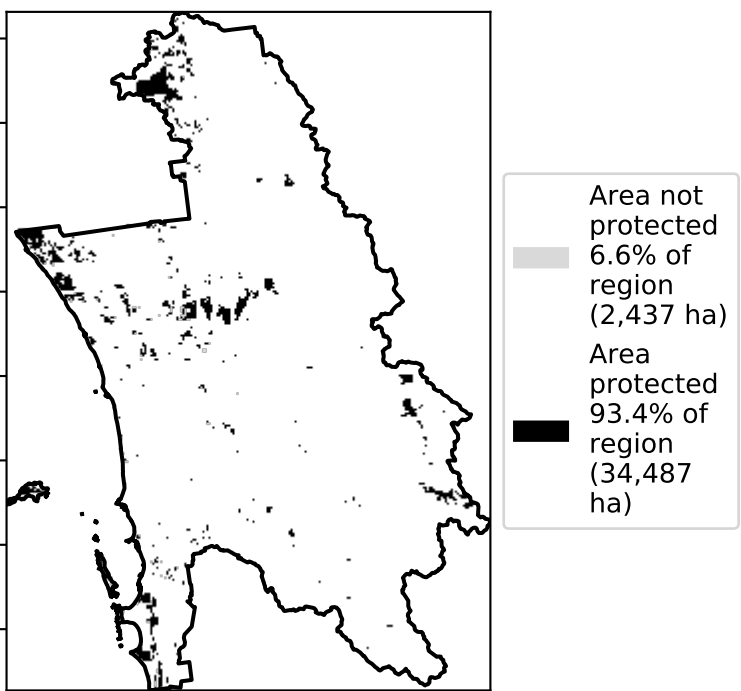 Area not
protected
6.6% of
region
(2,437 ha)
Area
protected
93.4% of
region
(34,487
ha)